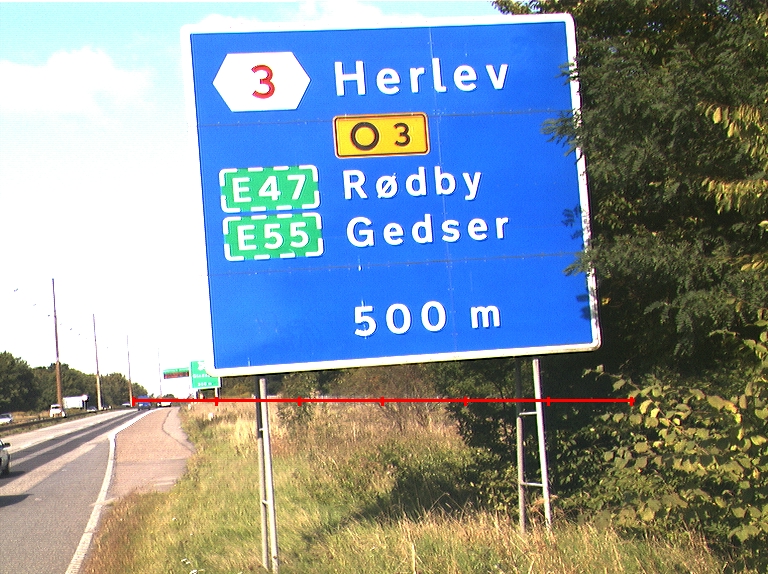 3 Herlev
O 3
E47 Rødby
E55 Gedser
500 m